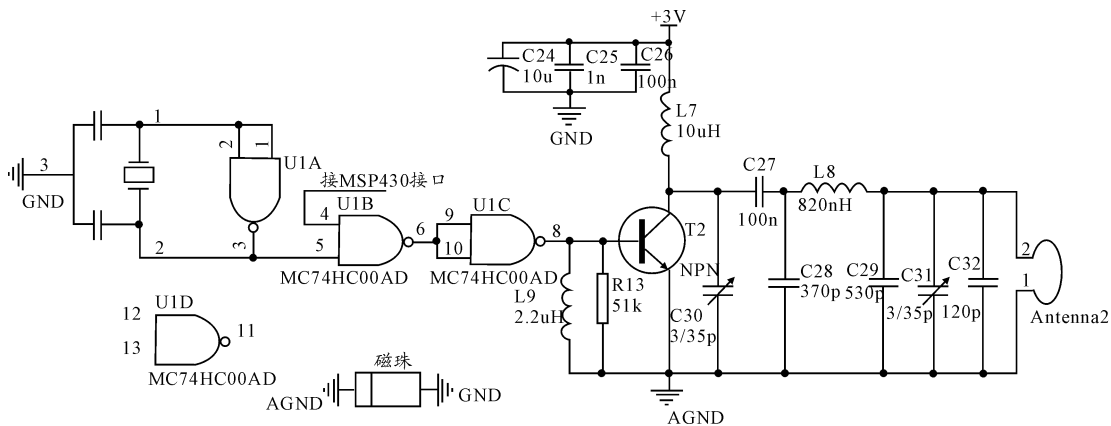 +3V
C24
10u
C25
1n
C26
100n
GND
L7
10uH
1
2
1
U1A
3
GND
3
2
接MSP430接口
U1B
4
5
6
MC74HC00AD
U1C
9
10
8
MC74HC00AD
L9
2.2uH
R13
51k
T2
NPN
C30
3/35p
C27
100n
L8
820nH
C28
370p
C29
530p
C31
3/35p
C32
120p
2
1
Antenna2
U1D
12
13
11
MC74HC00AD
磁珠
AGND
GND
AGND